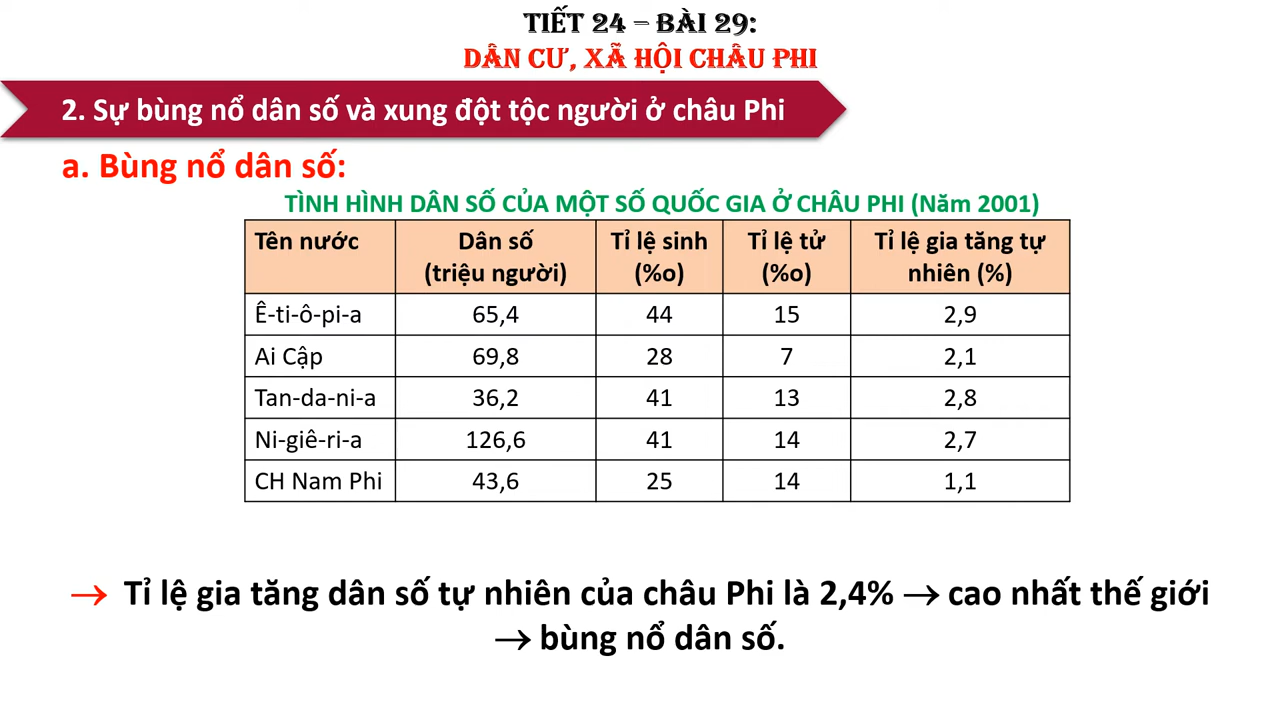 TIẾT 24 – BÀI 29:
DÂN CƯ, XÃ HỘI CHÂU PHI
2. Sự bùng nổ dân số và xung đột tộc người ở châu Phi
a. Bùng nổ dân số:
TÌNH HÌNH DÂN SỐ CỦA MỘT SỐ QUỐC GIA Ở CHÂU PHI (Năm 2001)
Tên nước Dân số (triệu người) Tỉ lệ sinh (%o) Tỉ lệ tử (%o) Tỉ lệ gia tăng tự nhiên (%)
Ê-ti-ô-pi-a 65,4 44 15 2,9
Ai Cập 69,8 28 7 2,1
Tan-da-ni-a 36,2 41 13 2,8
Ni-giê-ri-a 126,6 41 14 2,7
CH Nam Phi 43,6 25 14 1,1
→ Tỉ lệ gia tăng dân số tự nhiên của châu Phi là 2,4% → cao nhất thế giới
→ bùng nổ dân số.